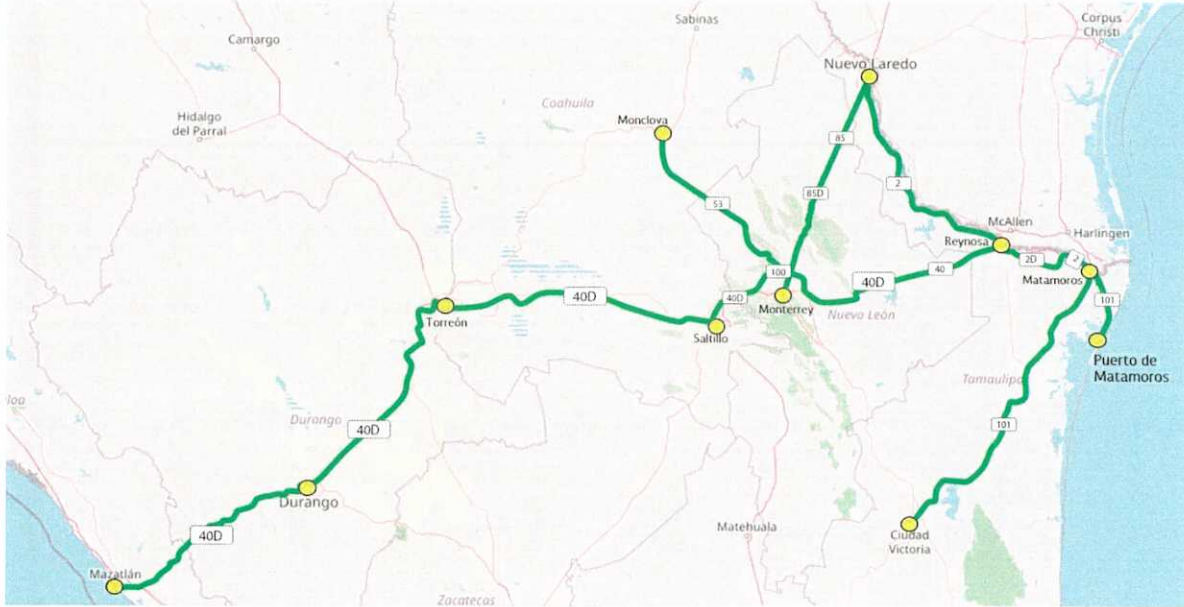 Corpus
Christi
Sabinas
Camargo
Nuevo Laredo
Coahuila
Hidalgo
del Parral
Monclova
85
2
85D
53
McAllen
Harlingen
Reynosa
2D
2
40
100
40D
Matamoros
40D
40D
101
Torreón
Monterrey
Nuevo León
Saltillo
Puerto de
Matamoros
Tamaulipa
loa
Durango
40D
101
Durango
Matehuala
Ciudad
Victoria
40D
Mazatlán
Zacatecas